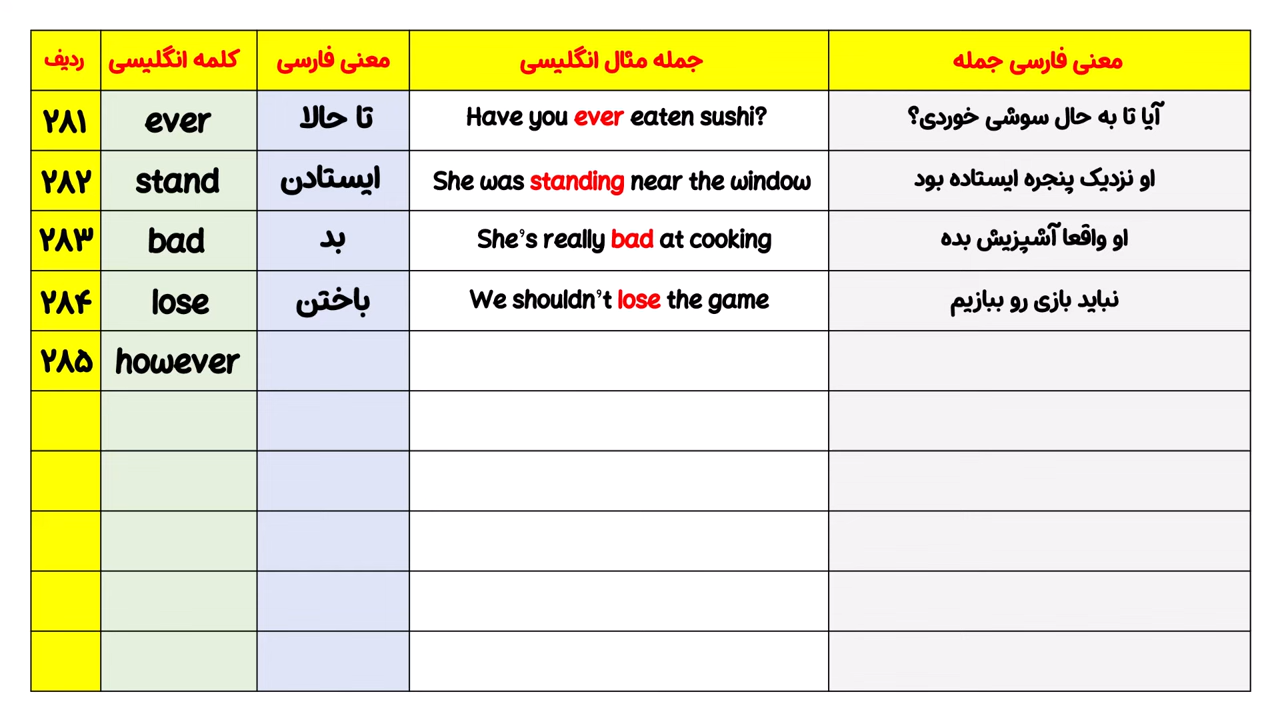 ردیف کلمه انگلیسی معنی فارسی جمله مثال انگلیسی معنی فارسی جمله
۲۸۱ ever تا حالا Have you ever eaten sushi? آیا تا به حال سوشی خوردی؟
۲۸۲ stand ایستادن She was standing near the window او نزدیک پنجره ایستاده بود
۲۸۳ bad بد She's really bad at cooking او واقعا آشپزیش بده
۲۸۴ lose باختن We shouldn't lose the game نباید بازی رو ببازیم
۲۸۵ however